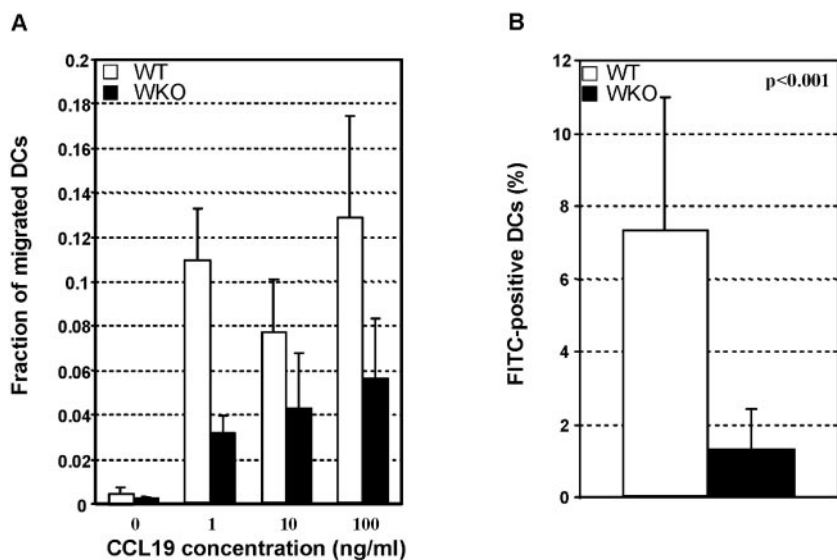 A
0.2
0.18
0.16
0.14
0.12
0.1
0.08
0.06
0.04
0.02
0
Fraction of migrated DCs
WT
WKO
0 1 10 100
CCL19 concentration (ng/ml)
B
12
10
8
6
4
2
0
FITC-positive DCs (%)
WT
WKO
p<0.001